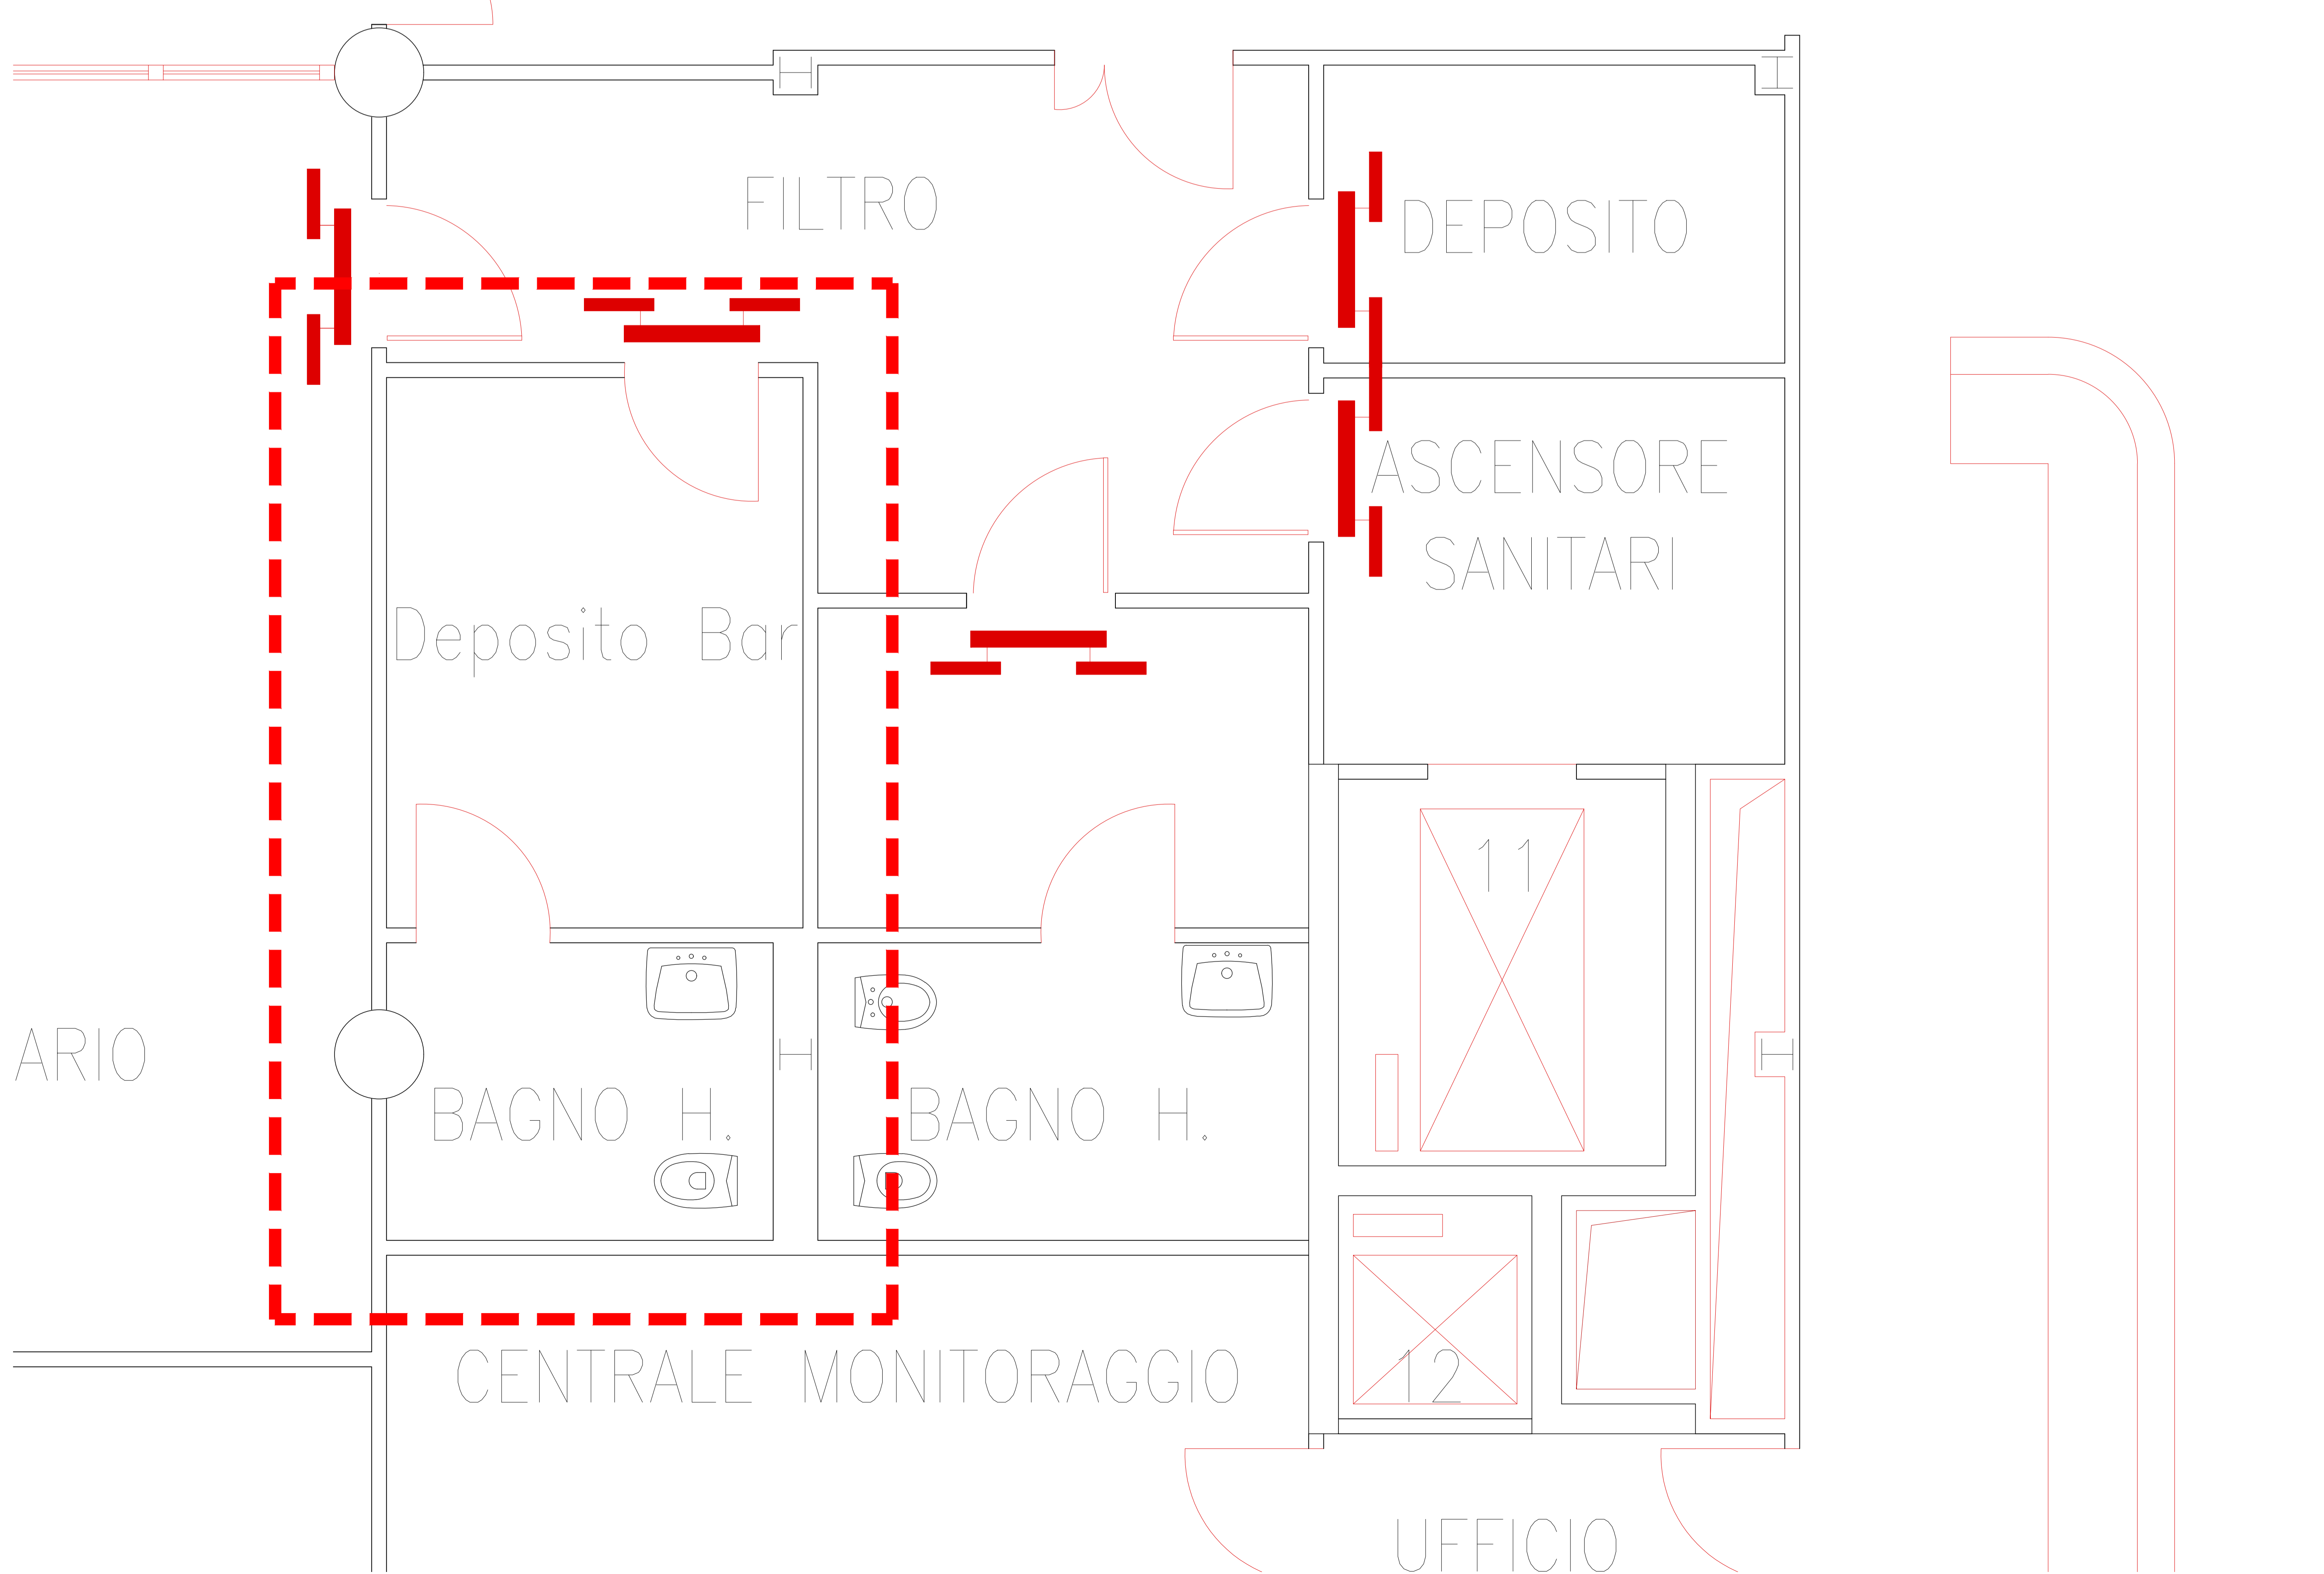 FILTRO
DEPOSITO
ASCENSORE
SANITARI
Deposito Bar
11
ARIO
BAGNO H.
BAGNO H.
CENTRALE MONITORAGGIO
12
UFFICIO